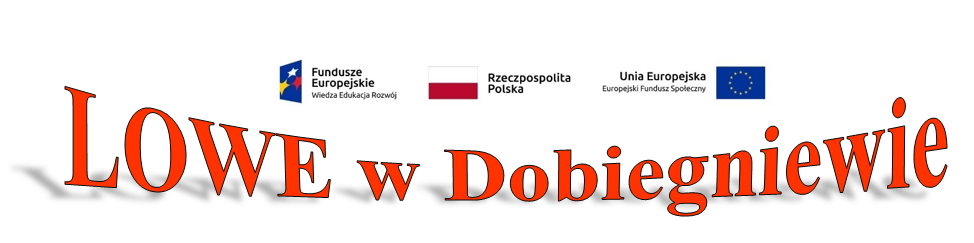 Fundusze
Europejskie
Wiedza Edukacja Rozwój
Rzeczpospolita
Polska
Unia Europejska
Europejski Fundusz Społeczny
LOWE w Dobiegniewie